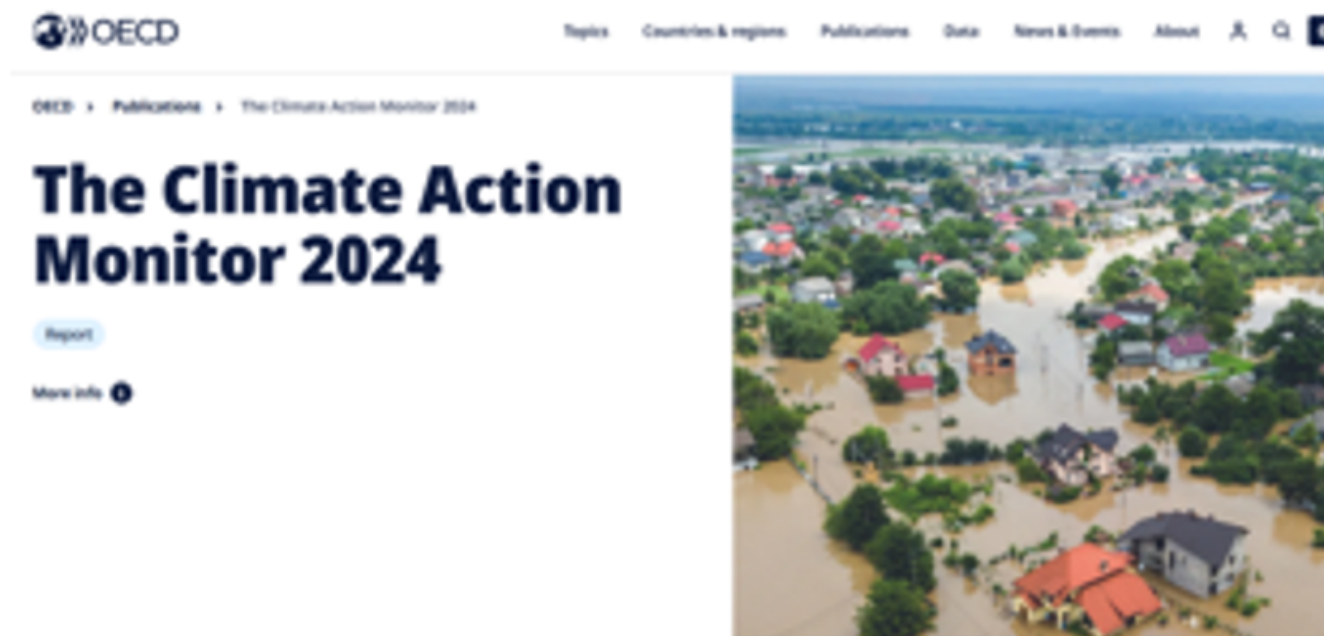 OECD
Topics Countries & regions Publications Data News & Events About
OECD › Publications › The Climate Action Monitor 2024
The Climate Action
Monitor 2024
Report
More info